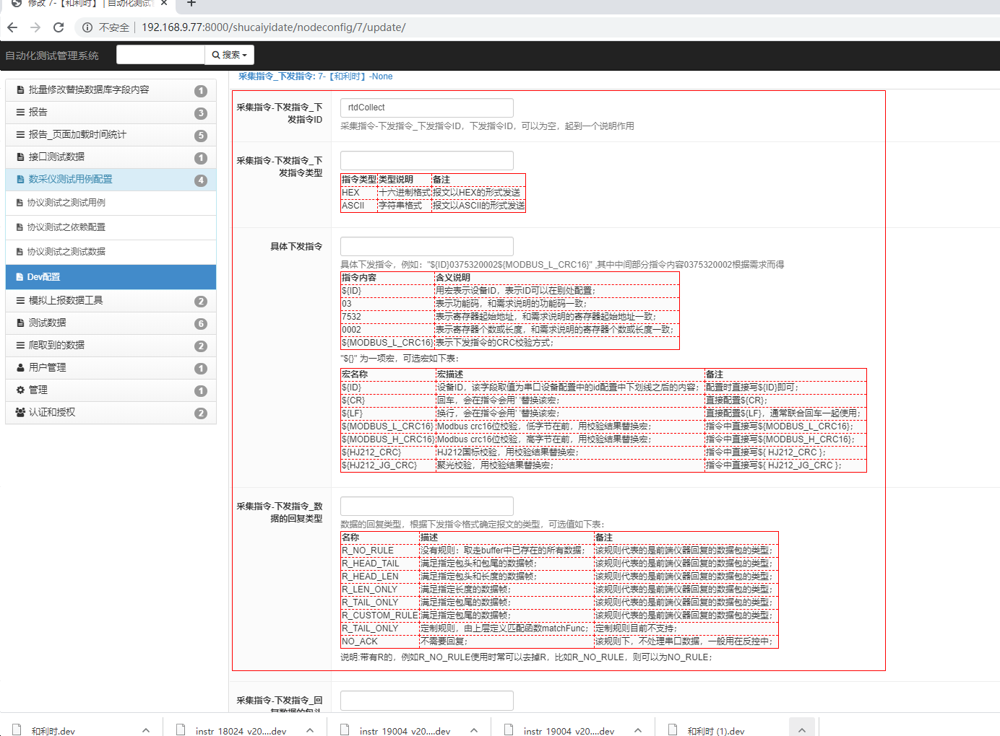 修改 7-【和利时】 | 自动化测试
不安全 192.168.9.77:8000/shucaiyidate/nodeconfig/7/update/
自动化测试管理系统 搜索
批量修改替换数据库字段内容 1
报告 3
报告_页面加载时间统计 5
接口测试数据 1
数采仪测试用例配置 4
协议测试之测试用例
协议测试之依赖配置
协议测试之测试数据
Dev配置
模拟上报数据工具 2
测试数据 6
爬取到的数据 2
用户管理 1
管理 1
认证和授权 2
采集指令_下发指令: 7-【和利时】-None
采集指令-下发指令_下
发指令ID
rtdCollect
采集指令-下发指令_下发指令ID，下发指令ID，可以为空，起到一个说明作用
采集指令-下发指令_下
发指令类型
指令类型 类型说明 备注
HEX 十六进制格式 报文以HEX的形式发送
ASCII 字符串格式 报文以ASCII的形式发送
具体下发指令
具体下发指令，例如："${ID}0375320002${MODBUS_L_CRC16}" ,其中中间部分指令内容0375320002根据需求而得
指令内容 含义说明
${ID} 用宏表示设备ID，表示ID可以在别处配置；
03 表示功能码，和需求说明的功能码一致；
7532 表示寄存器起始地址，和需求说明的寄存器起始地址一致；
0002 表示寄存器个数或长度，和需求说明的寄存器个数或长度一致；
${MODBUS_L_CRC16} 表示下发指令的CRC校验方式；
"${}" 为一项宏，可选宏如下表：
宏名称 宏描述 备注
${ID} 设备ID，该字段取值为串口设备配置中的id配置中下划线之后的内容； 配置时直接写${ID}即可；
${CR} 回车，会在指令会用' '替换该宏； 直接配置${CR};
${LF} 换行，会在指令会用' '替换该宏； 直接配置${LF}，通常联合回车一起使用；
${MODBUS_L_CRC16} Modbus crc16位校验，低字节在前，用校验结果替换宏； 指令中直接写${MODBUS_L_CRC16};
${MODBUS_H_CRC16} Modbus crc16位校验，高字节在前，用校验结果替换宏； 指令中直接写${MODBUS_H_CRC16};
${HJ212_CRC} HJ212国标校验，用校验结果替换宏； 指令中直接写${ HJ212_CRC };
${HJ212_JG_CRC} 聚光校验，用校验结果替换宏； 指令中直接写${ HJ212_JG_CRC };
采集指令-下发指令_数
据的回复类型
数据的回复类型，根据下发指令格式确定报文的类型，可选值如下表：
名称 描述 备注
R_NO_RULE 没有规则：取走buffer中已存在的所有数据； 该规则代表的是前端仪器回复的数据包的类型；
R_HEAD_TAIL 满足指定包头和包尾的数据帧； 该规则代表的是前端仪器回复的数据包的类型；
R_HEAD_LEN 满足指定包头和长度的数据帧； 该规则代表的是前端仪器回复的数据包的类型；
R_LEN_ONLY 满足指定长度的数据帧； 该规则代表的是前端仪器回复的数据包的类型；
R_TAIL_ONLY 满足指定包尾的数据帧； 该规则代表的是前端仪器回复的数据包的类型；
R_CUSTOM_RULE 满足指定包尾的数据帧； 该规则代表的是前端仪器回复的数据包的类型；
R_TAIL_ONLY 定制规则，由上层定义匹配函数matchFunc； 定制规则目前不支持；
NO_ACK 不需要回复； 该规则下，不处理串口数据，一般用在反控中；
说明:带有R的，例如R_NO_RULE使用时常可以去掉R，比如R_NO_RULE，则可以为NO_RULE；
采集指令-下发指令_回
复数据的包头
和利时.dev instr_18024_v20....dev instr_19004_v20....dev instr_19004_v20....dev 和利时 (1).dev